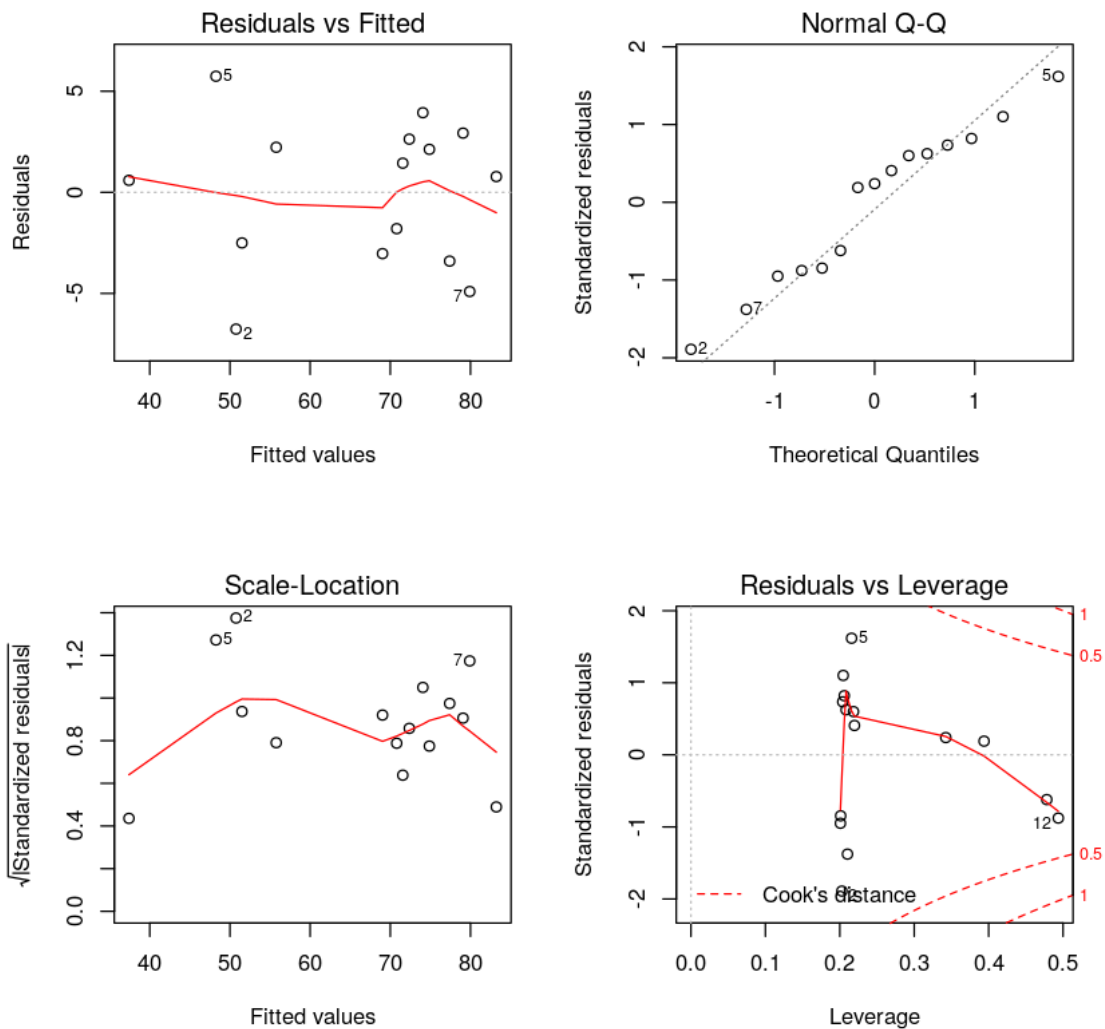 Residuals vs Fitted
Residuals
5
0
-5
5
2
7
40 50 60 70 80
Fitted values
Normal Q-Q
Standardized residuals
2
1
0
-1
-2
5
7
2
-1 0 1
Theoretical Quantiles
Scale-Location
√|Standardized residuals|
1.2
0.8
0.4
0.0
2
5
7
40 50 60 70 80
Fitted values
Residuals vs Leverage
Standardized residuals
2
1
0
-1
-2
5
12
1
0.5
0.5
1
Cook's distance
0.0 0.1 0.2 0.3 0.4 0.5
Leverage